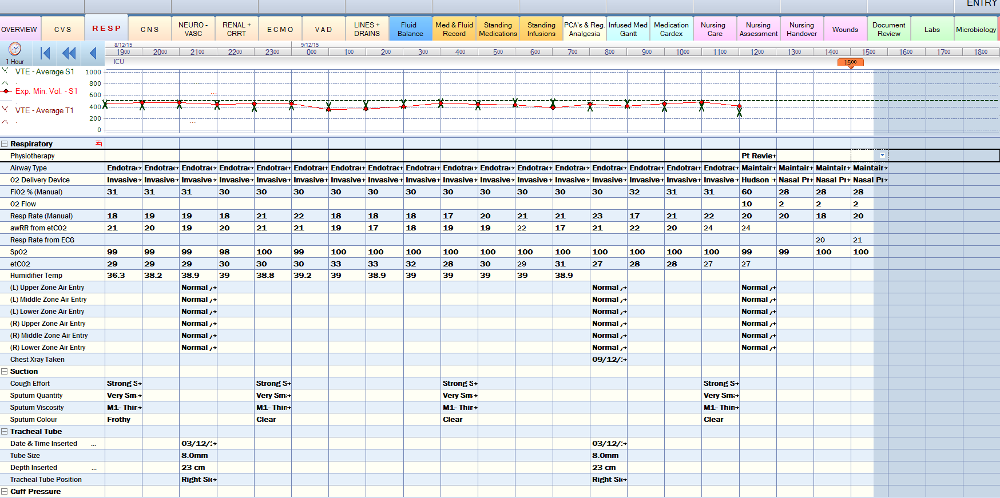 ENTRY
OVERVIEW CVS RESP CNS NEURO - VASC RENAL + CRRT ECMO VAD LINES + DRAINS Fluid Balance Med & Fluid Record Standing Medications Standing Infusions PCA's & Reg. Analgesia Infused Med Gantt Medication Cardex Nursing Care Nursing Assessment Nursing Handover Wounds Document Review Labs Microbiology
8/12/15 9/12/15
1 Hour 1900 2000 2100 2200 2300 000 100 200 300 400 500 600 700 800 900 1000 1100 1200 1300 1400 1500 1600 1700 1800
ICU
1500
VTE - Average S1 1000
800
Exp. Min. Vol. - S1 600
400
VTE - Average T1
200
0
Respiratory
Physiotherapy Pt Revie+
Airway Type Endotra+ Endotra+ Endotra+ Endotra+ Endotra+ Endotra+ Endotra+ Endotra+ Endotra+ Endotra+ Endotra+ Endotra+ Endotra+ Endotra+ Endotra+ Endotra+ Endotra+ Maintair+ Maintair+ Maintair+ Maintair+
O2 Delivery Device Invasive+ Invasive+ Invasive+ Invasive+ Invasive+ Invasive+ Invasive+ Invasive+ Invasive+ Invasive+ Invasive+ Invasive+ Invasive+ Invasive+ Invasive+ Invasive+ Invasive+ Hudson + Nasal Pr+ Nasal Pr+ Nasal Pr+
FiO2 % (Manual) 31 31 31 30 30 30 30 30 30 30 30 30 30 30 32 31 31 60 28 28 28
O2 Flow 10 2 2 2
Resp Rate (Manual) 18 19 19 18 21 22 18 18 18 17 20 21 21 23 17 21 22 20 20 18 20
awRR from etCO2 21 20 19 20 21 21 19 17 18 19 19 22 17 21 22 20 24 24
Resp Rate from ECG 20 21
SpO2 99 99 99 98 100 99 100 100 100 100 100 100 100 100 100 100 100 99 99 100 100
etCO2 29 29 29 30 30 30 33 33 32 28 30 29 31 27 28 28 27 27
Humidifier Temp 36.3 38.2 38.9 39 38.8 39.2 39 38.9 39 39 39 39 38.9
(L) Upper Zone Air Entry Normal /+ Normal /+ Normal /+
(L) Middle Zone Air Entry Normal /+ Normal /+ Normal /+
(L) Lower Zone Air Entry Normal /+ Normal /+ Normal /+
(R) Upper Zone Air Entry Normal /+ Normal /+ Normal /+
(R) Middle Zone Air Entry Normal /+ Normal /+ Normal /+
(R) Lower Zone Air Entry Normal /+ Normal /+ Normal /+
Chest Xray Taken 09/12/:+
Suction
Cough Effort Strong S+ Strong S+ Strong S+ Strong S+
Sputum Quantity Very Sm+ Very Sm+ Very Sm+ Very Sm+
Sputum Viscosity M1- Thin+ M1- Thin+ M1- Thin+ M1- Thin+
Sputum Colour Frothy Clear Clear Clear
Tracheal Tube
Date & Time Inserted ... 03/12/:+ 03/12/:+
Tube Size 8.0mm 8.0mm
Depth Inserted ... 23 cm 23 cm
Tracheal Tube Position Right Si+ Right Si+
Cuff Pressure